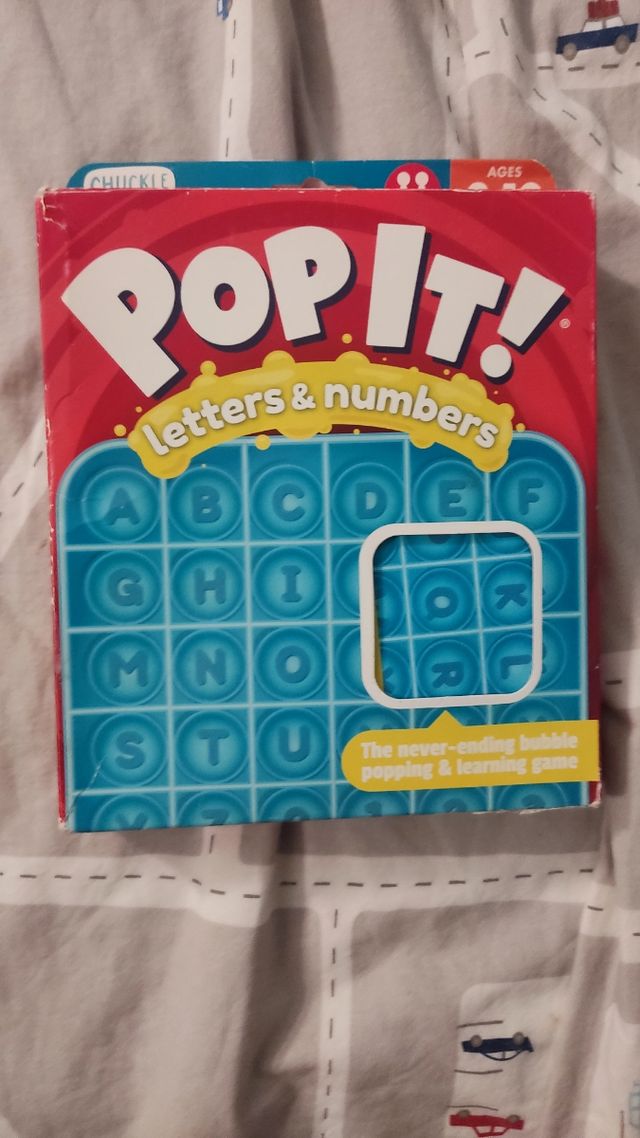 CHUCKLE
AGES
POP IT!®
letters & numbers
A B C D E F
G H I K
M N O Q
R L
S T U
The never-ending bubble
popping & learning game